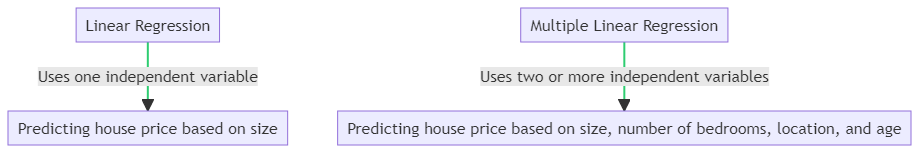 Linear Regression
Uses one independent variable
Predicting house price based on size
Multiple Linear Regression
Uses two or more independent variables
Predicting house price based on size, number of bedrooms, location, and age